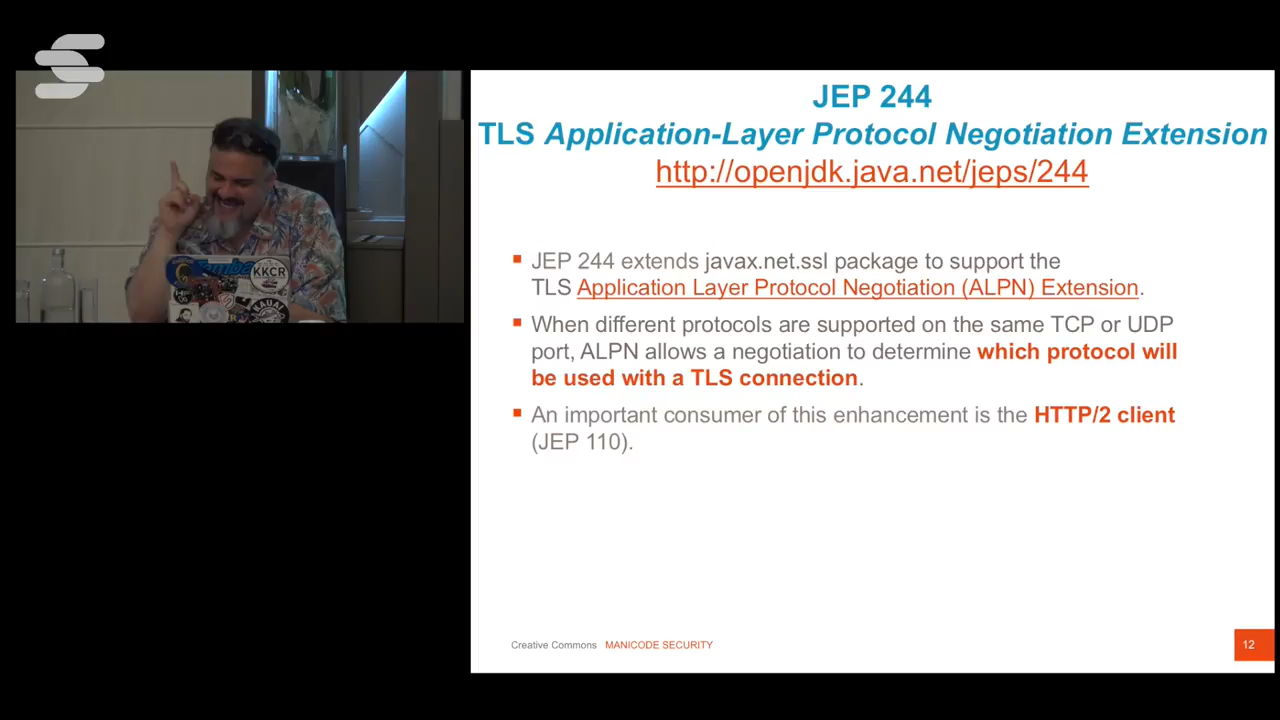 JEP 244
TLS Application-Layer Protocol Negotiation Extension
http://openjdk.java.net/jeps/244
JEP 244 extends javax.net.ssl package to support the
TLS Application Layer Protocol Negotiation (ALPN) Extension.
When different protocols are supported on the same TCP or UDP
port, ALPN allows a negotiation to determine which protocol will
be used with a TLS connection.
An important consumer of this enhancement is the HTTP/2 client
(JEP 110).
Creative Commons MANICODE SECURITY
12
KKCR